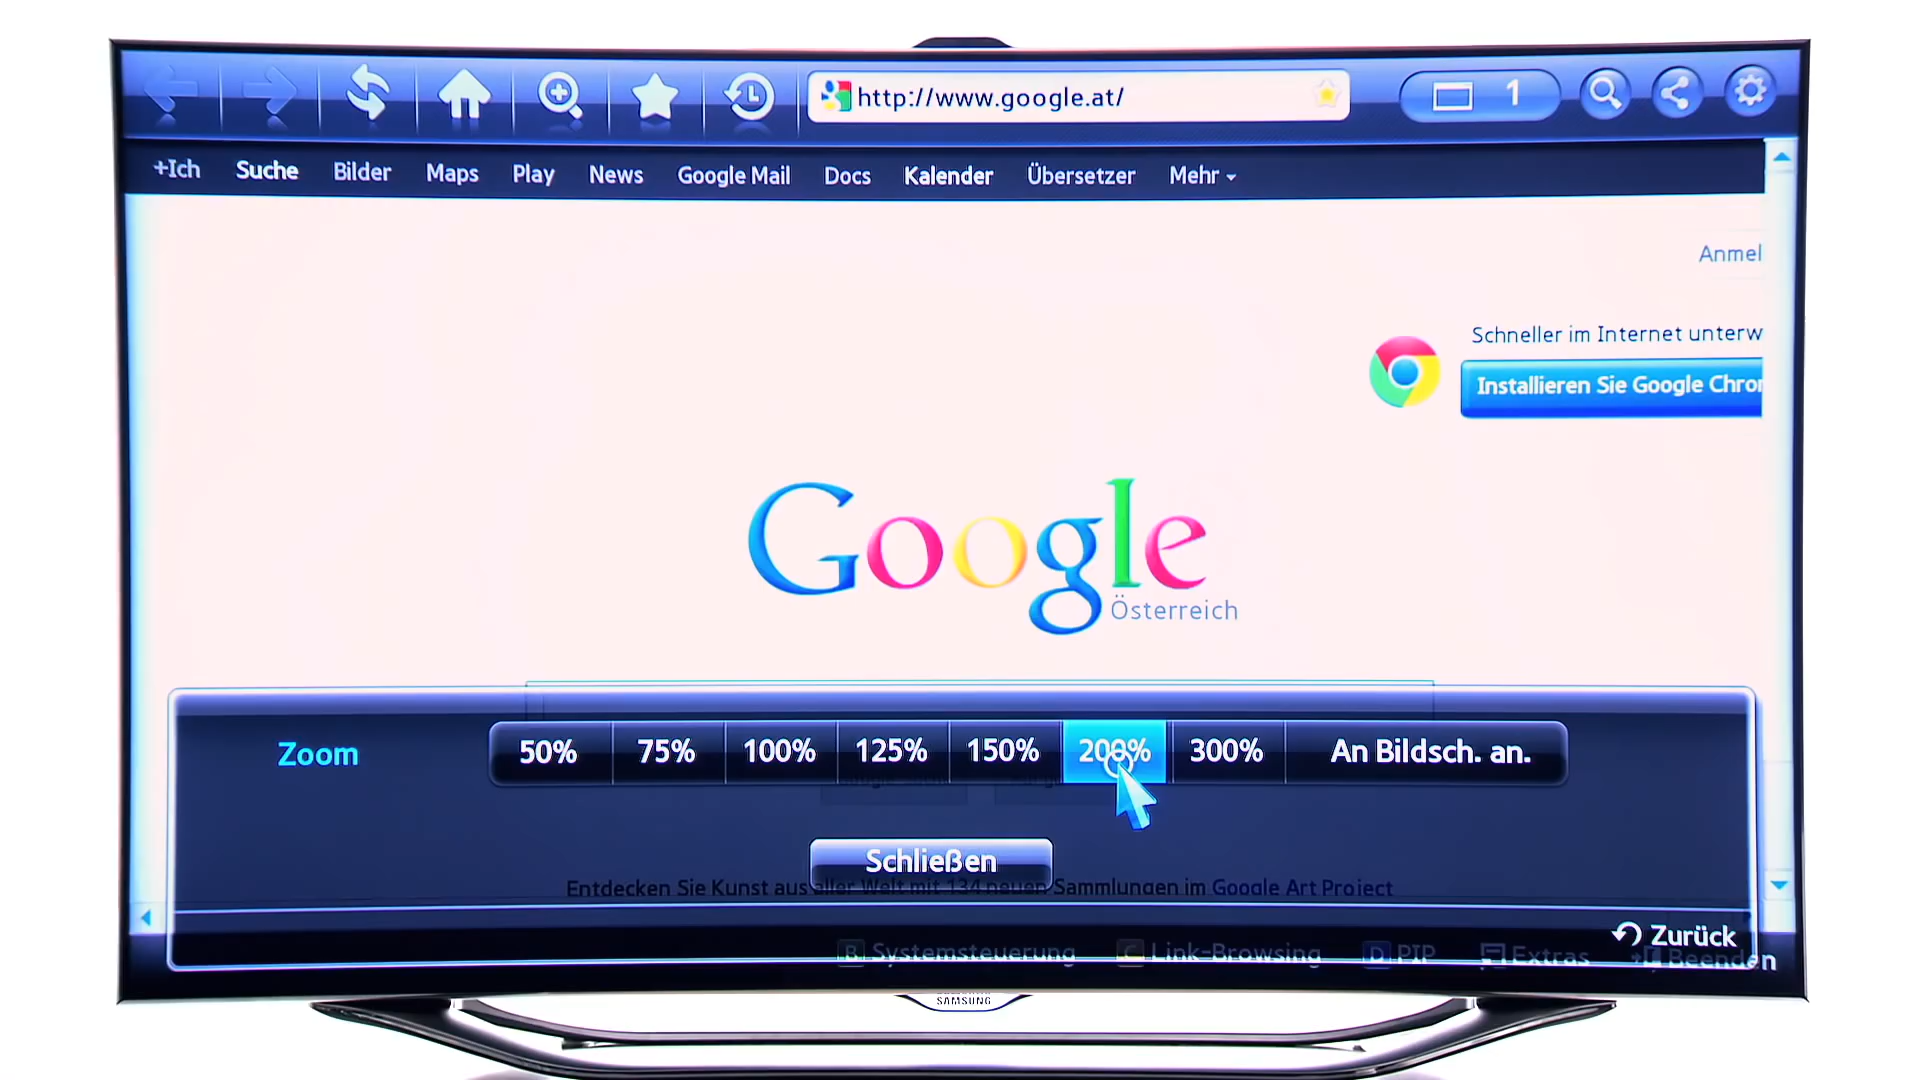 http://www.google.at/ 1
+Ich Suche Bilder Maps Play News Google Mail Docs Kalender Übersetzer Mehr
Anmel
Schneller im Internet unterw
Installieren Sie Google Chro
Google
Österreich
Zoom 50% 75% 100% 125% 150% 200% 300% An Bildsch. an.
Schließen
Entdecken Sie Kunst aus aller Welt mit 134 neuen Sammlungen im Google Art Project
Zurück
B Systemsteuerung C Link-Browsing D PIP Extras Beenden
SAMSUNG